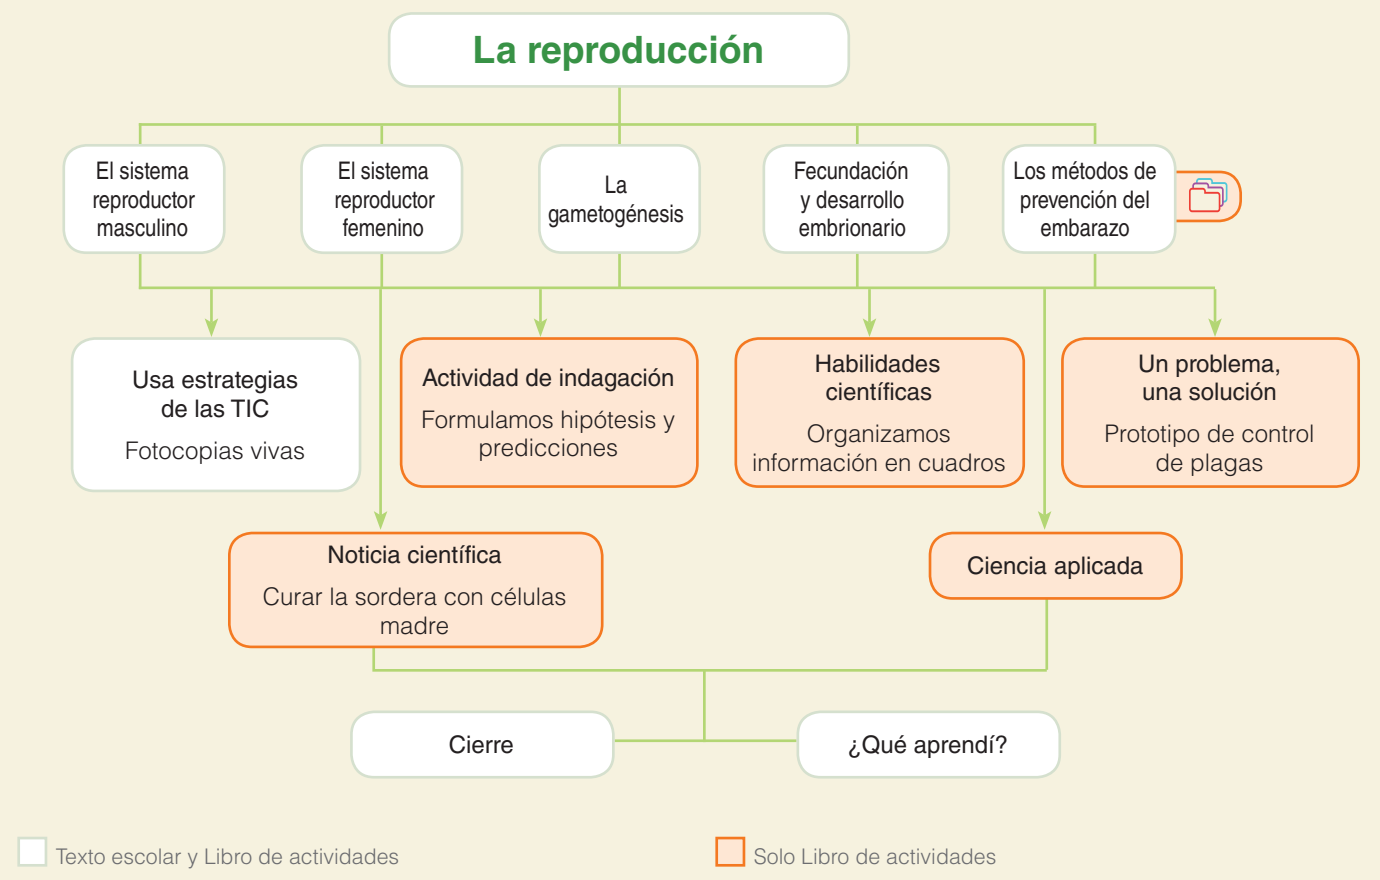 La reproducción
El sistema
reproductor
masculino
El sistema
reproductor
femenino
La
gametogénesis
Fecundación
y desarrollo
embrionario
Los métodos de
prevención del
embarazo
Usa estrategias
de las TIC
Fotocopias vivas
Actividad de indagación
Formulamos hipótesis y
predicciones
Habilidades
científicas
Organizamos
información en cuadros
Un problema,
una solución
Prototipo de control
de plagas
Noticia científica
Curar la sordera con células
madre
Ciencia aplicada
Cierre
¿Qué aprendí?
Texto escolar y Libro de actividades
Solo Libro de actividades